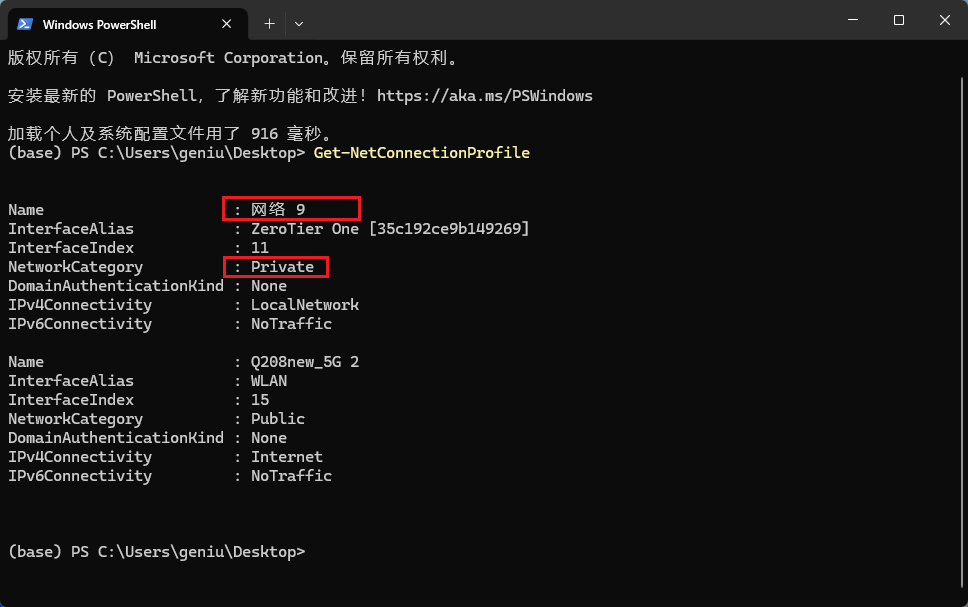 Windows PowerShell
版权所有 (C)  Microsoft Corporation。保留所有权利。
安装最新的 PowerShell，了解新功能和改进！https://aka.ms/PSWindows
加载个人及系统配置文件用了 916 毫秒。
(base) PS C:\Users\geniu\Desktop> Get-NetConnectionProfile
Name                     : 网络 9
InterfaceAlias           : ZeroTier One [35c192ce9b149269]
InterfaceIndex           : 11
NetworkCategory          : Private
DomainAuthenticationKind : None
IPv4Connectivity         : LocalNetwork
IPv6Connectivity         : NoTraffic
Name                     : Q208new_5G 2
InterfaceAlias           : WLAN
InterfaceIndex           : 15
NetworkCategory          : Public
DomainAuthenticationKind : None
IPv4Connectivity         : Internet
IPv6Connectivity         : NoTraffic
(base) PS C:\Users\geniu\Desktop>